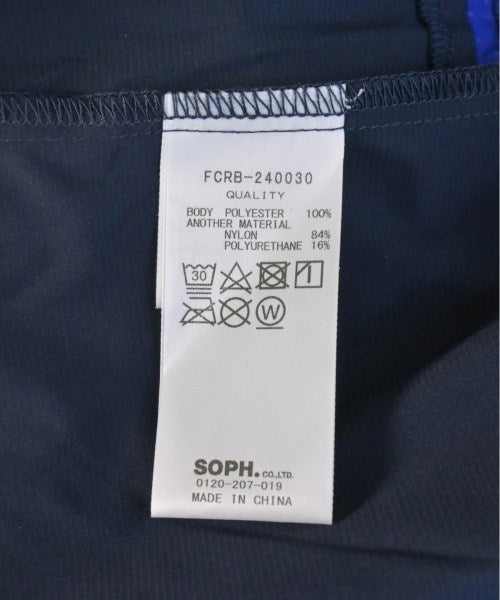 FCRB-240030
QUALITY
BODY POLYESTER 100%
ANOTHER MATERIAL
NYLON 84%
POLYURETHANE 16%
30
W
SOPH. CO.,LTD.
0120-207-019
MADE IN CHINA